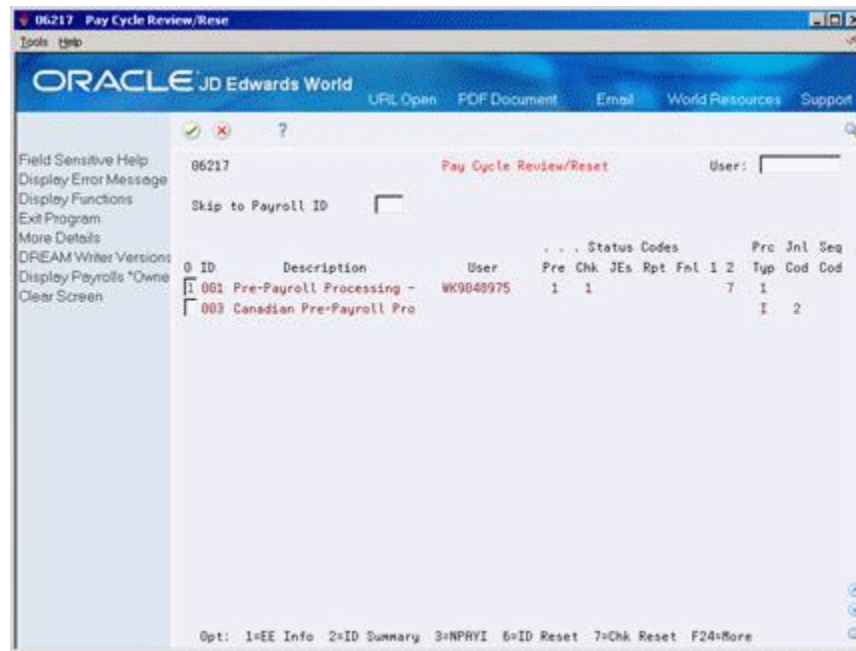 06217 Pay Cycle Review/Rese
Tools Help
ORACLE JD Edwards World
URL Open PDF Document Email World Resources Support
?
Field Sensitive Help
Display Error Message
Display Functions
Exit Program
More Details
DREAM Writer Versions
Display Payrolls *Owne
Clear Screen
06217 Pay Cycle Review/Reset User:
Skip to Payroll ID
. . . Status Codes Prc Jnl Seq
O ID Description User Pre Chk JEs Rpt Fnl 1 2 Typ Cod Cod
1 001 Pre-Payroll Processing - WK9848975 1 1 7 1
003 Canadian Pre-Payroll Pro I 2
Opt: 1=EE Info 2=ID Summary 3=NPAYI 6=ID Reset 7=Chk Reset F24=More